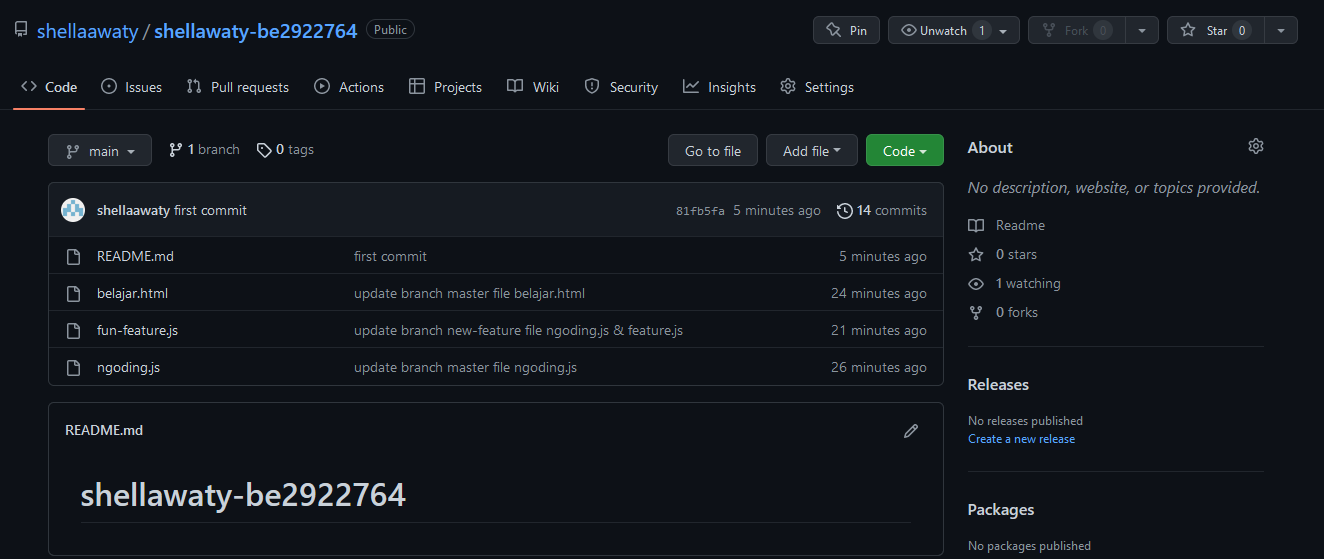 shellaawaty / shellawaty-be2922764 Public Pin Unwatch 1 Fork 0 Star 0
Code Issues Pull requests Actions Projects Wiki Security Insights Settings
main 1 branch 0 tags Go to file Add file Code
shellaawaty first commit 81fb5fa 5 minutes ago 14 commits
README.md first commit 5 minutes ago
belajar.html update branch master file belajar.html 24 minutes ago
fun-feature.js update branch new-feature file ngoding.js & feature.js 21 minutes ago
ngoding.js update branch master file ngoding.js 26 minutes ago
README.md
shellawaty-be2922764
About
No description, website, or topics provided.
Readme
0 stars
1 watching
0 forks
Releases
No releases published
Create a new release
Packages
No packages published